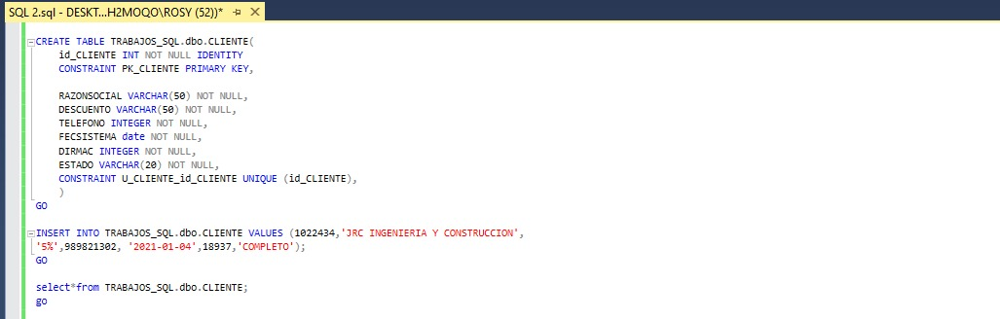 SQL 2.sql - DESKT...H2MOQO\ROSY (52))*
CREATE TABLE TRABAJOS_SQL.dbo.CLIENTE(
id_CLIENTE INT NOT NULL IDENTITY
CONSTRAINT PK_CLIENTE PRIMARY KEY,
RAZONSOCIAL VARCHAR(50) NOT NULL,
DESCUENTO VARCHAR(50) NOT NULL,
TELEFONO INTEGER NOT NULL,
FECSISTEMA date NOT NULL,
DIRMAC INTEGER NOT NULL,
ESTADO VARCHAR(20) NOT NULL,
CONSTRAINT U_CLIENTE_id_CLIENTE UNIQUE (id_CLIENTE),
)
GO
INSERT INTO TRABAJOS_SQL.dbo.CLIENTE VALUES (1022434,'JRC INGENIERIA Y CONSTRUCCION',
'5%',989821302, '2021-01-04',18937,'COMPLETO');
GO
select*from TRABAJOS_SQL.dbo.CLIENTE;
go